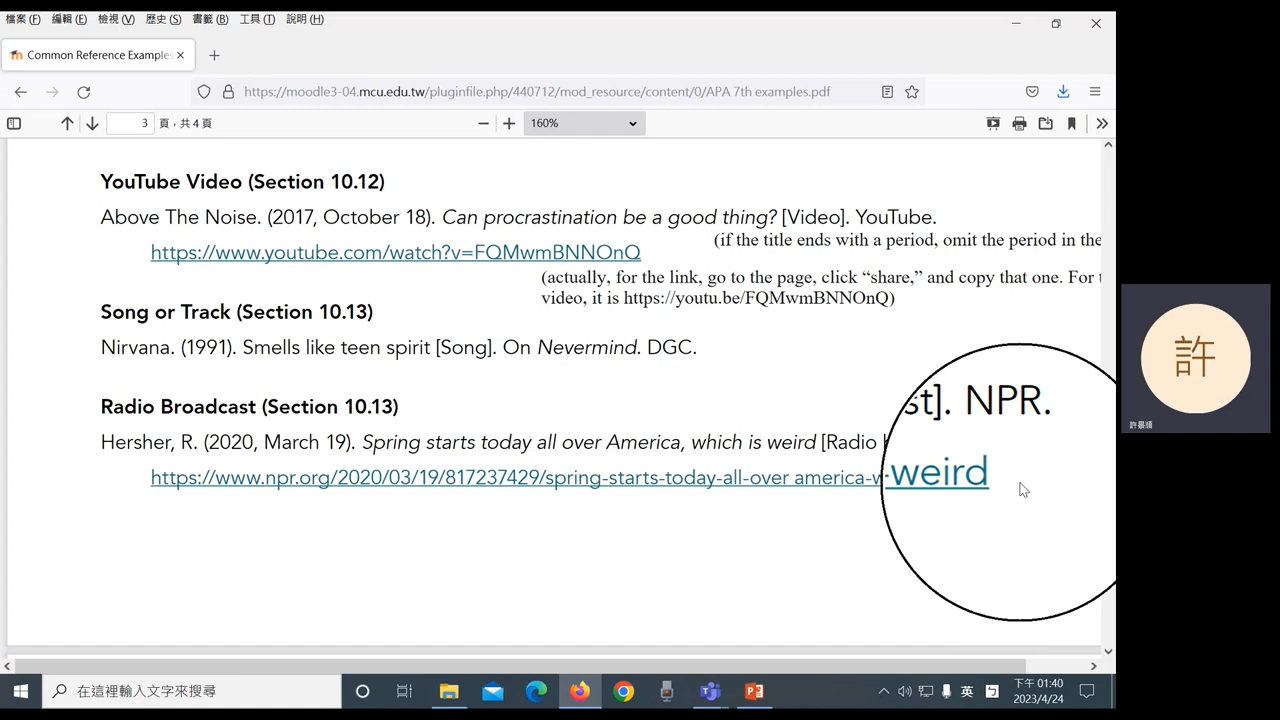 檔案 (F) 編輯 (E) 檢視 (V) 歷史 (S) 書籤 (B) 工具 (T) 說明 (H)
Common Reference Examples
https://moodle3-04.mcu.edu.tw/pluginfile.php/440712/mod_resource/content/0/APA 7th examples.pdf
3 頁，共 4 頁 160%
YouTube Video (Section 10.12)
Above The Noise. (2017, October 18). Can procrastination be a good thing? [Video]. YouTube.
(if the title ends with a period, omit the period in the
https://www.youtube.com/watch?v=FQMwmBNNOnQ
(actually, for the link, go to the page, click “share,” and copy that one. For
video, it is https://youtu.be/FQMwmBNNOnQ)
Song or Track (Section 10.13)
Nirvana. (1991). Smells like teen spirit [Song]. On Nevermind. DGC.
Radio Broadcast (Section 10.13)
st]. NPR.
Hersher, R. (2020, March 19). Spring starts today all over America, which is weird [Radio
https://www.npr.org/2020/03/19/817237429/spring-starts-today-all-over america-w
-weird
許
許景順
在這裡輸入文字來搜尋
英
下午 01:40
2023/4/24